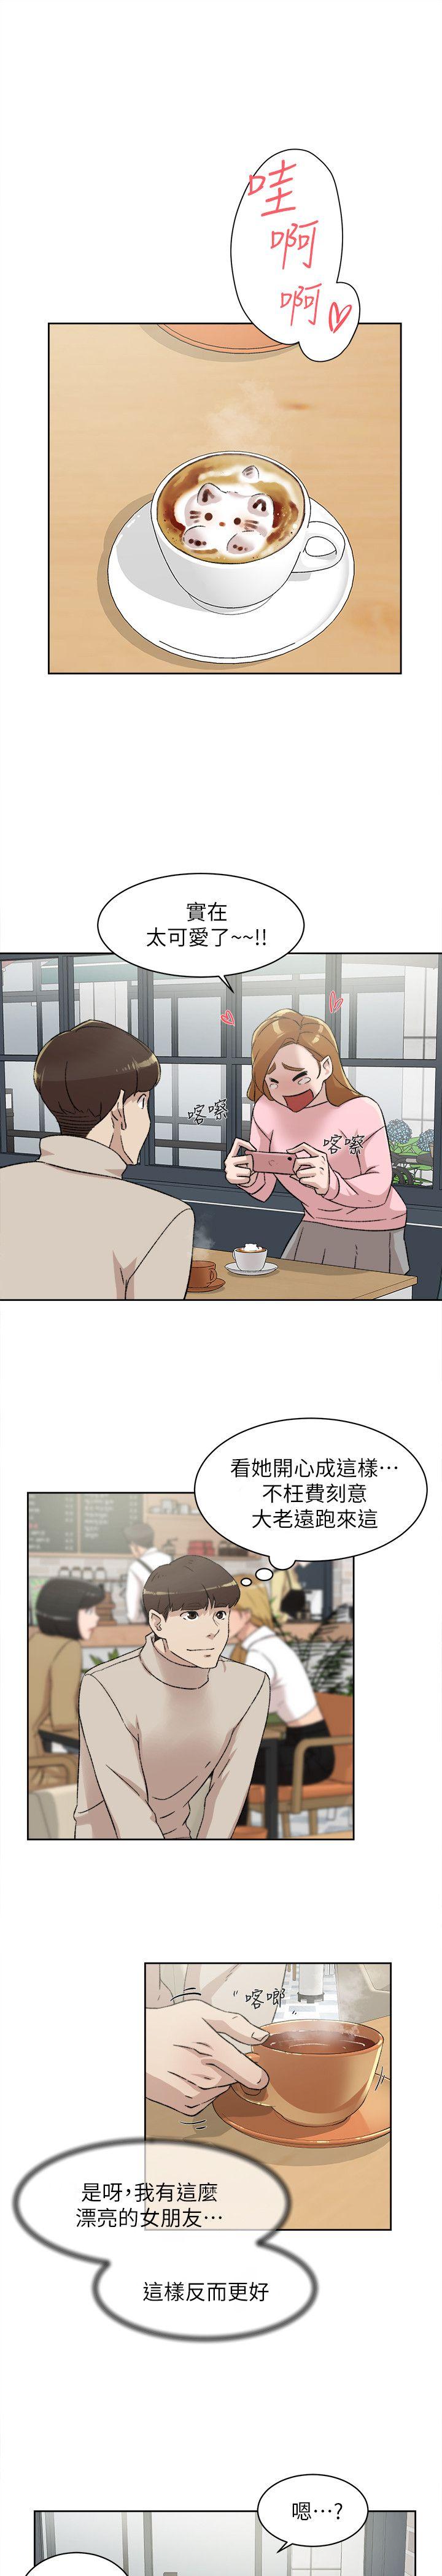 哇
啊
啊
實在
太可愛了~~!!
喀嚓
喀嚓
看她開心成這樣…
不枉費刻意
大老遠跑來這
喀啷
是呀,我有這麼
漂亮的女朋友…
這樣反而更好
嗯…?